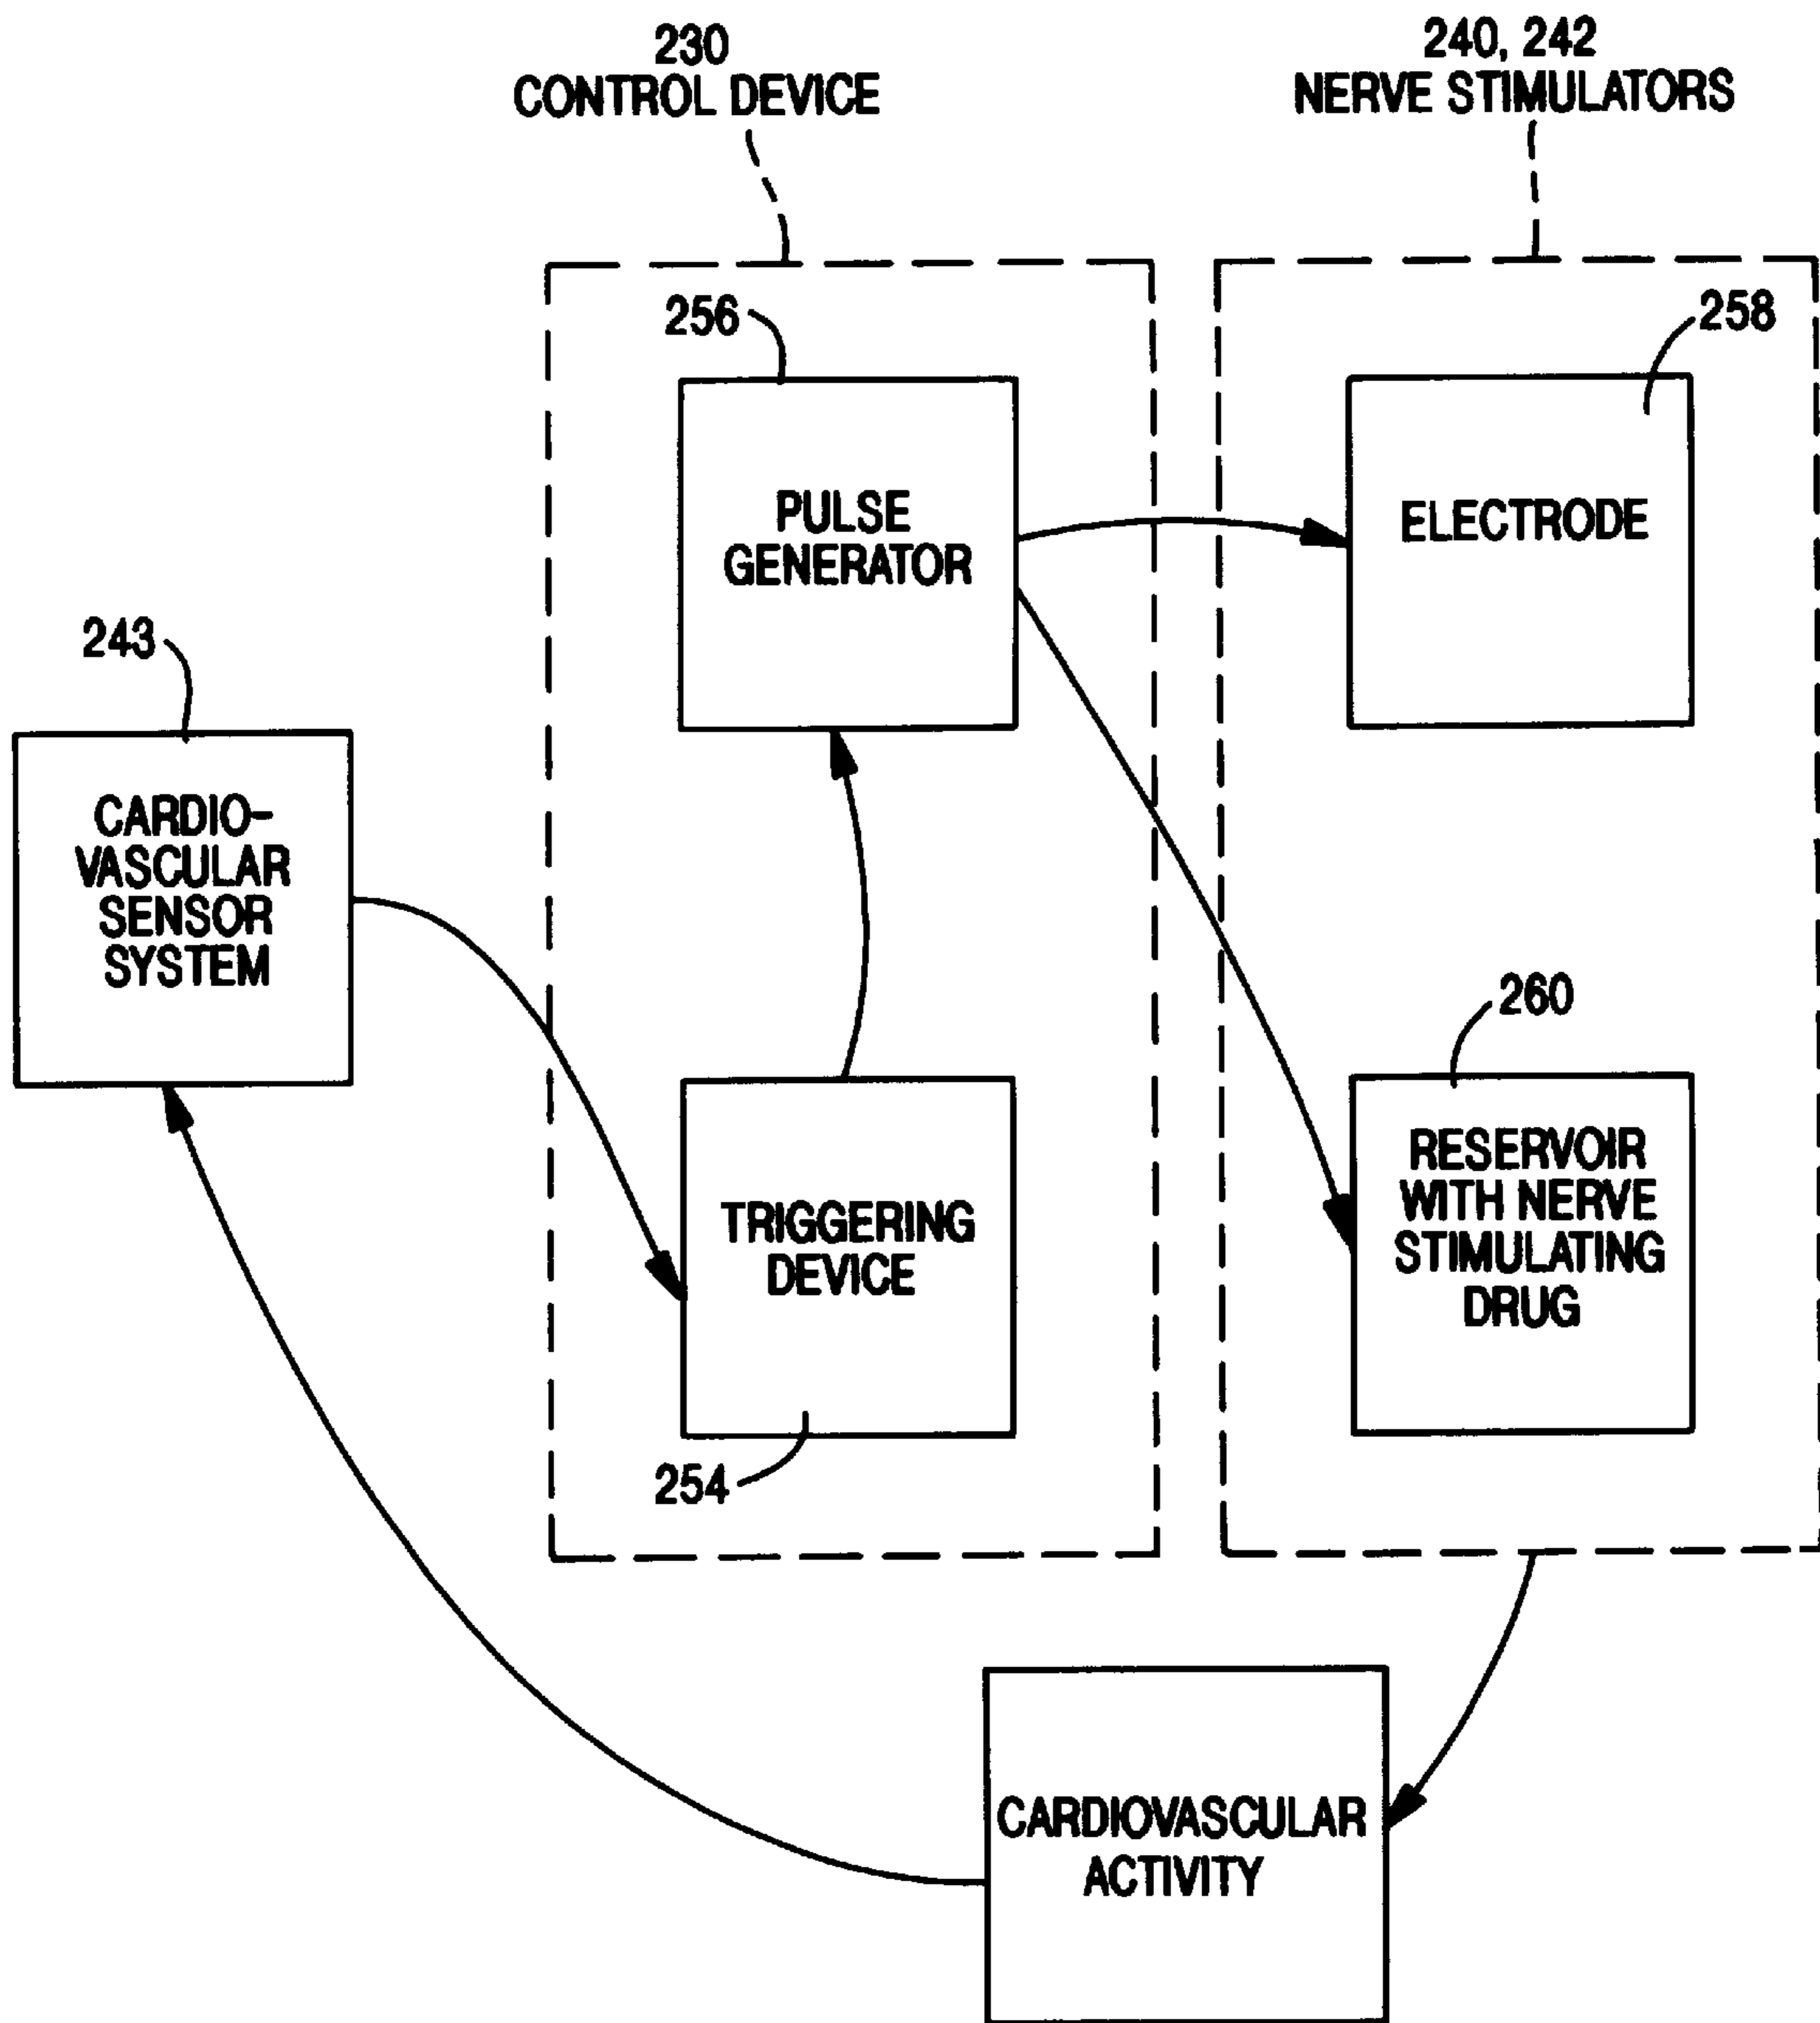 230
CONTROL DEVICE
240, 242
NERVE STIMULATORS
256
258
PULSE
GENERATOR
ELECTRODE
243
CARDIO-
VASCULAR
SENSOR
SYSTEM
260
TRIGGERING
DEVICE
RESERVOIR
WITH NERVE
STIMULATING
DRUG
254
CARDIOVASCULAR
ACTIVITY